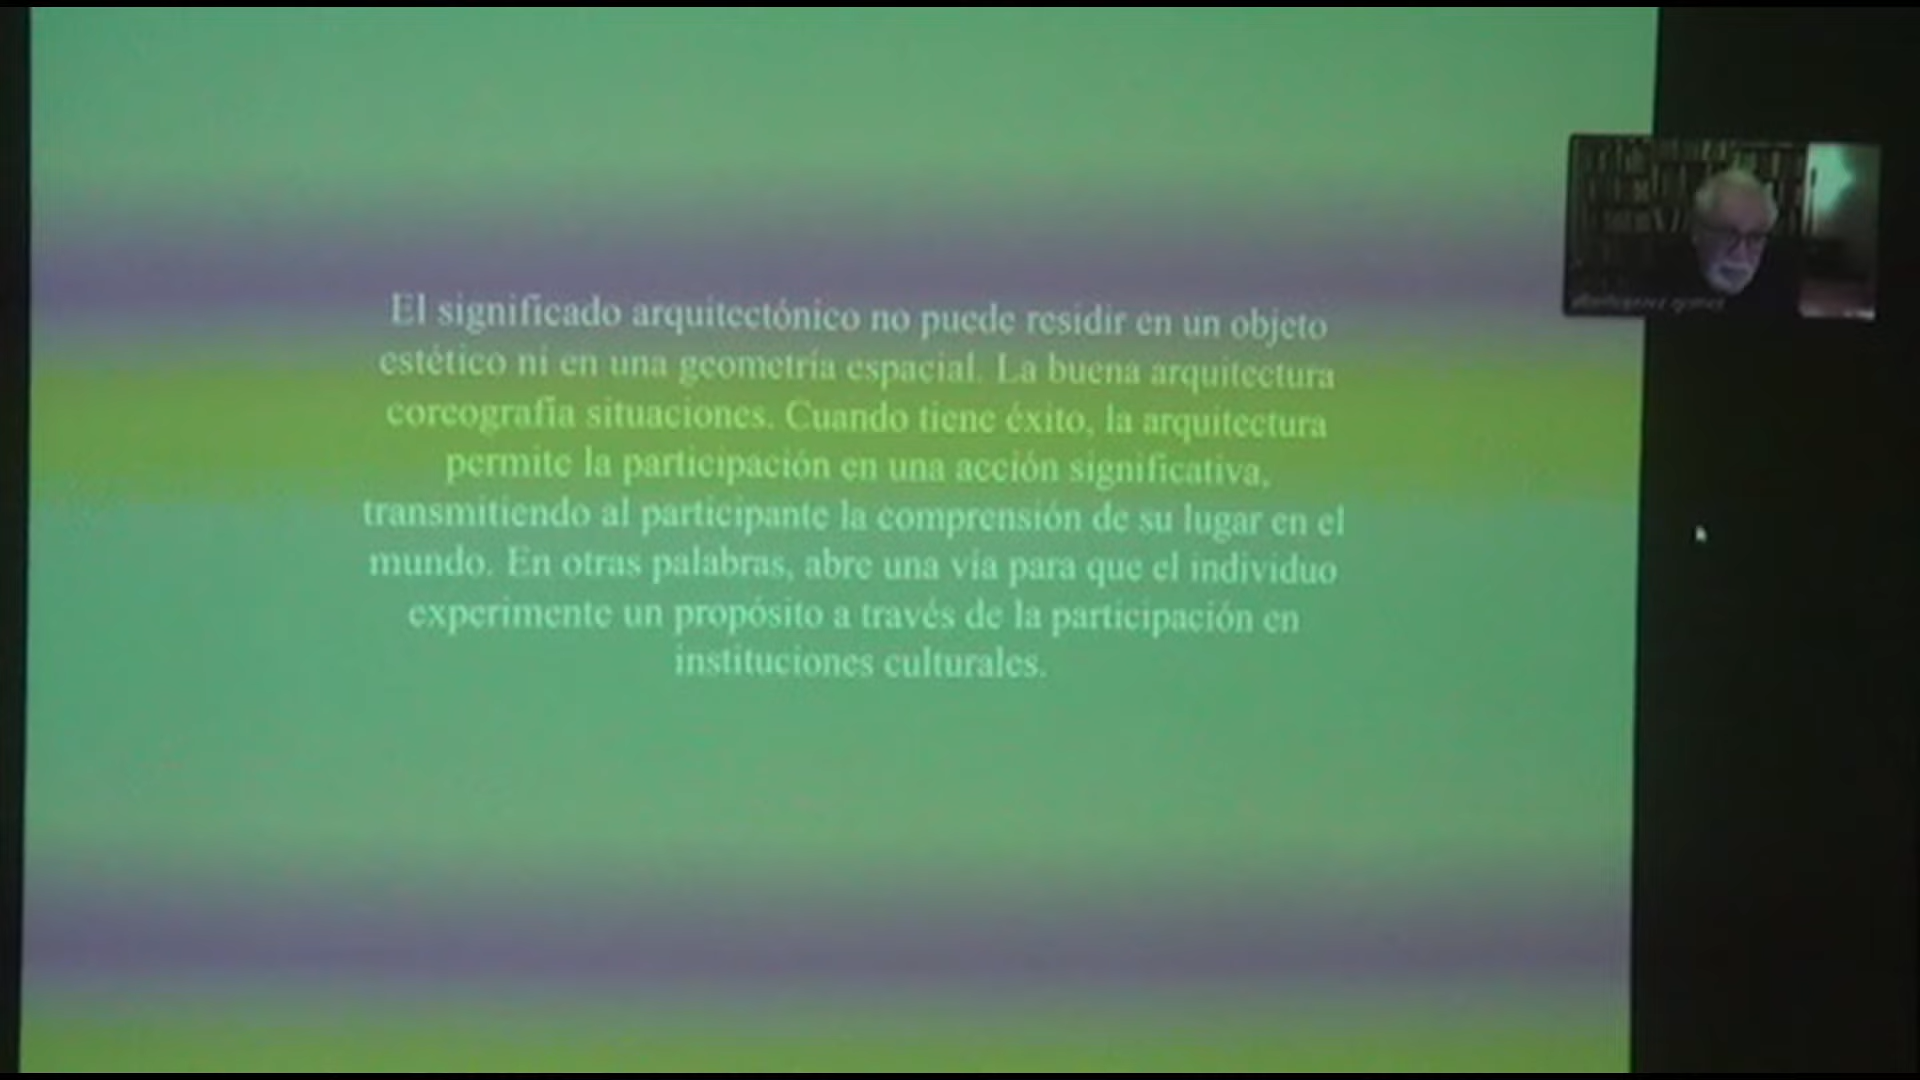 El significado arquitectónico no puede residir en un objeto
estético ni en una geometría espacial. La buena arquitectura
coreografía situaciones. Cuando tiene éxito, la arquitectura
permite la participación en una acción significativa,
transmitiendo al participante la comprensión de su lugar en el
mundo. En otras palabras, abre una vía para que el individuo
experimente un propósito a través de la participación en
instituciones culturales.